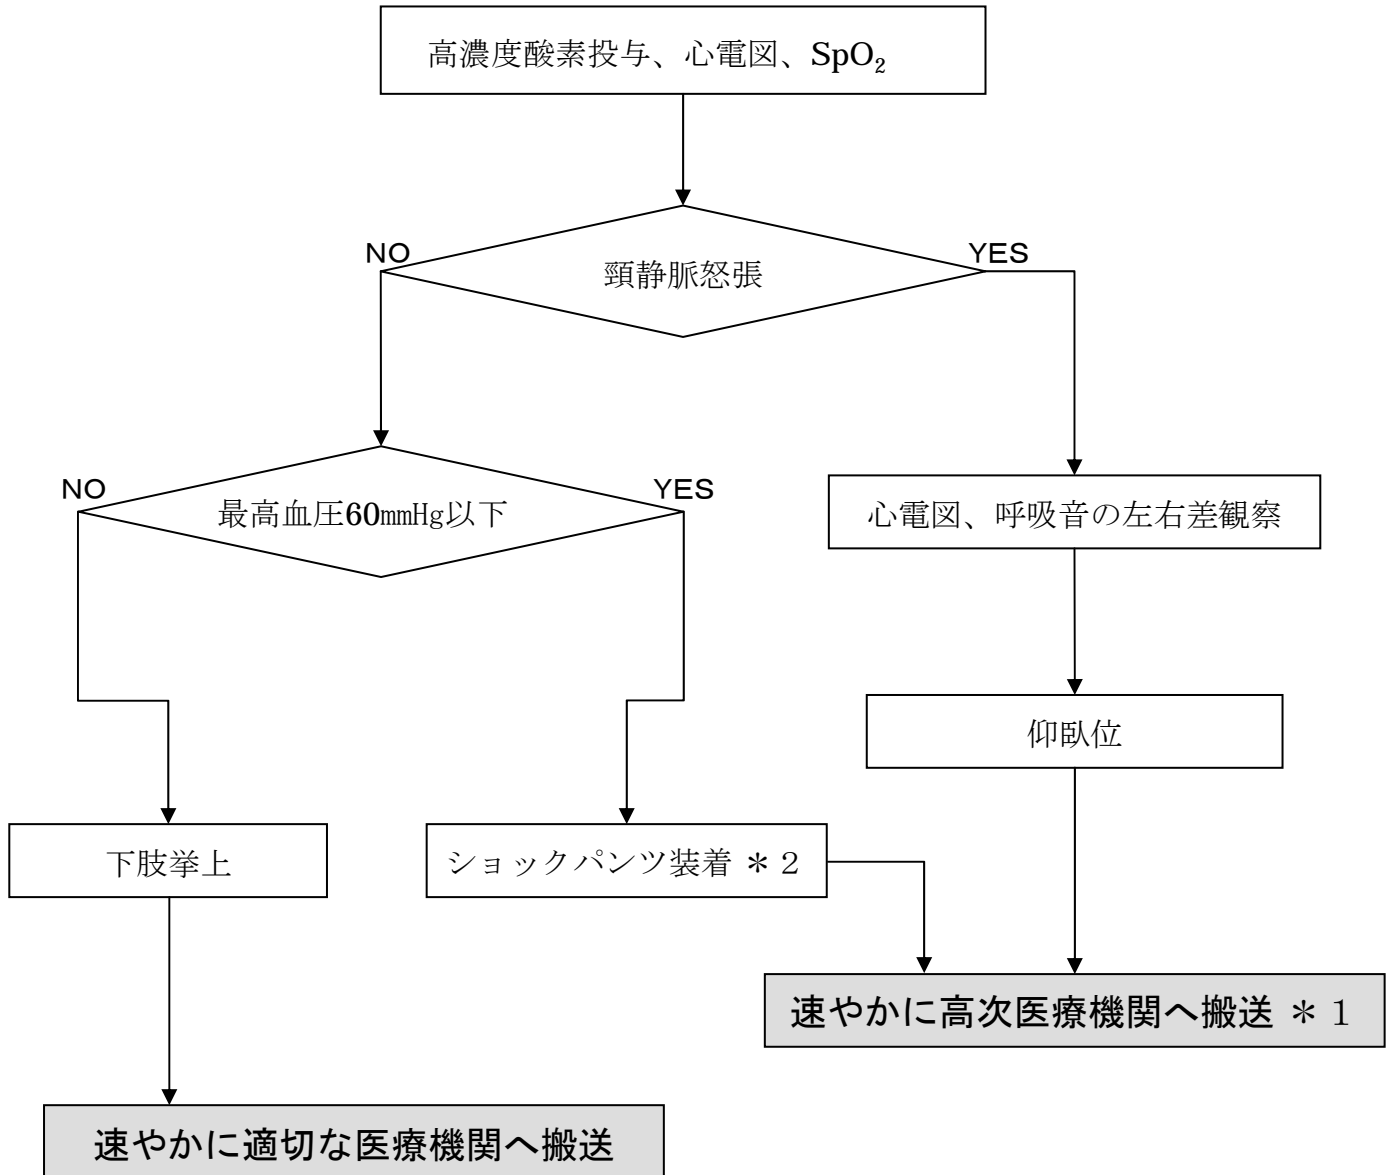 高濃度酸素投与、心電図、SpO₂
NO
YES
頸静脈怒張
NO
YES
最高血圧60mmHg以下
心電図、呼吸音の左右差観察
仰臥位
下肢挙上
ショックパンツ装着 ＊２
速やかに高次医療機関へ搬送 ＊１
速やかに適切な医療機関へ搬送